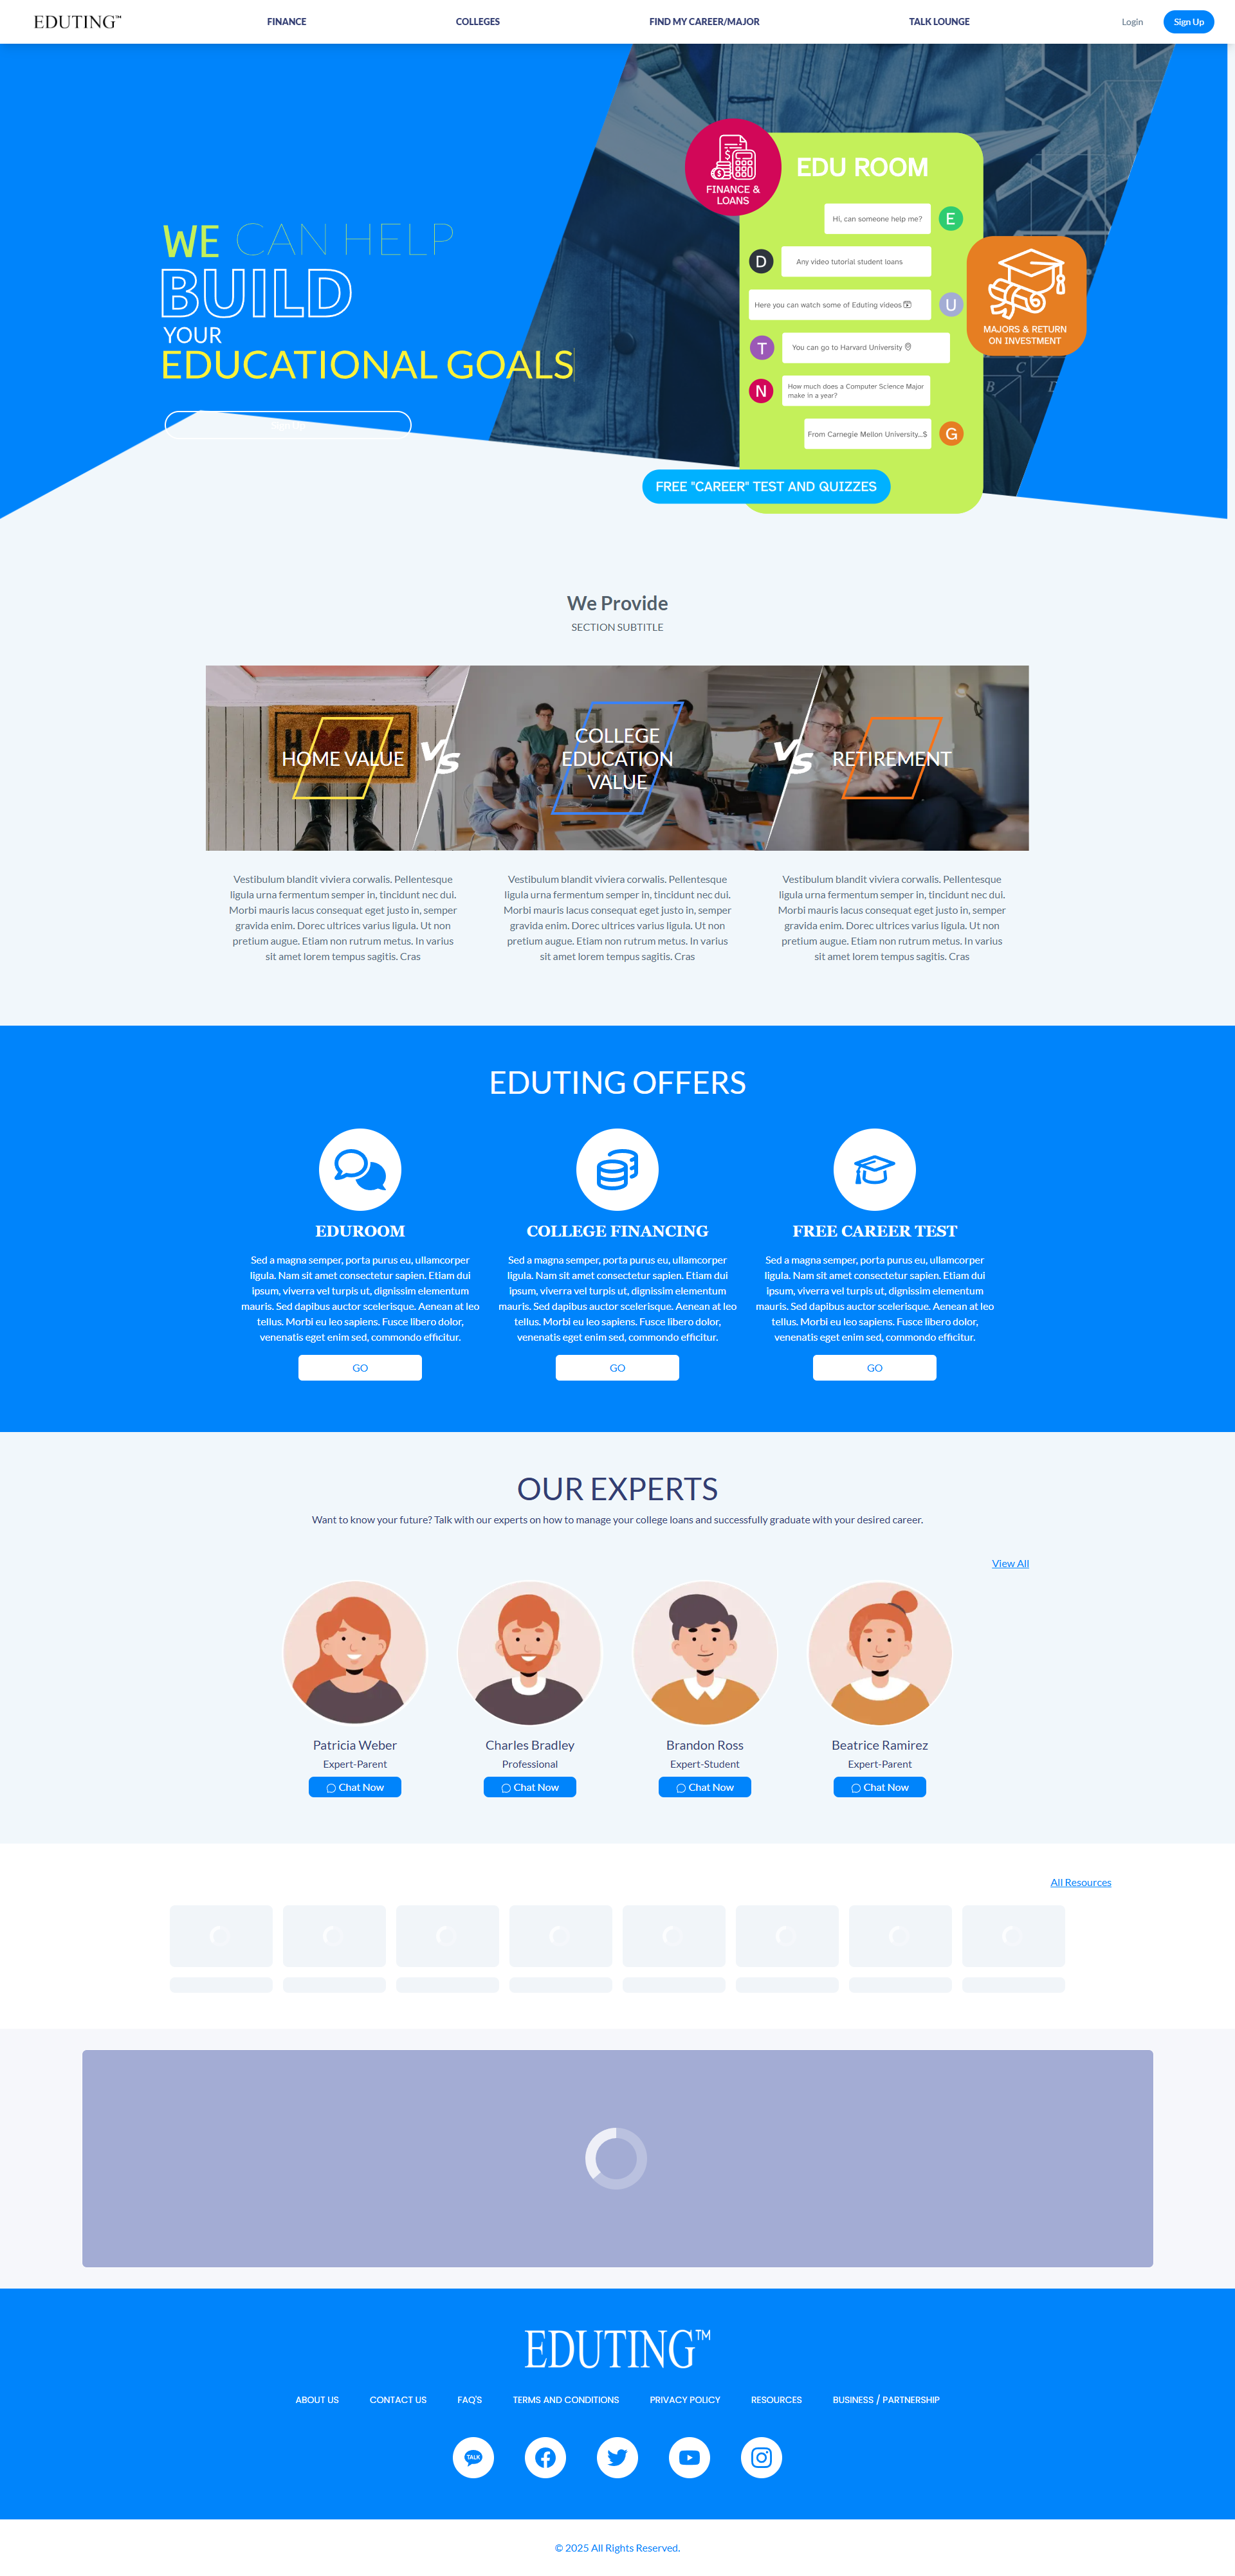 EDUTING™
FINANCE
COLLEGES
FIND MY CAREER/MAJOR
TALK LOUNGE
Login
Sign Up
WE CAN HELP
BUILD
YOUR
EDUCATIONAL GOALS
FINANCE &
LOANS
EDU ROOM
Hi, can someone help me?
E
D
Any video tutorial student loans
Here you can watch some of Eduting videos
U
T
You can go to Harvard University
N
How much does a Computer Science Major
make in a year?
From Carnegie Mellon University...$
G
MAJORS & RETURN
ON INVESTMENT
C
B
D
FREE "CAREER" TEST AND QUIZZES
We Provide
SECTION SUBTITLE
HOME
HOME VALUE
VS
COLLEGE
EDUCATION
VALUE
VS
RETIREMENT
Vestibulum blandit viviera corwalis. Pellentesque
ligula urna fermentum semper in, tincidunt nec dui.
Morbi mauris lacus consequat eget justo in, semper
gravida enim. Dorec ultrices varius ligula. Ut non
pretium augue. Etiam non rutrum metus. In varius
sit amet lorem tempus sagitis. Cras
Vestibulum blandit viviera corwalis. Pellentesque
ligula urna fermentum semper in, tincidunt nec dui.
Morbi mauris lacus consequat eget justo in, semper
gravida enim. Dorec ultrices varius ligula. Ut non
pretium augue. Etiam non rutrum metus. In varius
sit amet lorem tempus sagitis. Cras
Vestibulum blandit viviera corwalis. Pellentesque
ligula urna fermentum semper in, tincidunt nec dui.
Morbi mauris lacus consequat eget justo in, semper
gravida enim. Dorec ultrices varius ligula. Ut non
pretium augue. Etiam non rutrum metus. In varius
sit amet lorem tempus sagitis. Cras
EDUTING OFFERS
EDUROOM
Sed a magna semper, porta purus eu, ullamcorper
ligula. Nam sit amet consectetur sapien. Etiam dui
ipsum, viverra vel turpis ut, dignissim elementum
mauris. Sed dapibus auctor scelerisque. Aenean at leo
tellus. Morbi eu leo sapiens. Fusce libero dolor,
venenatis eget enim sed, commondo efficitur.
GO
COLLEGE FINANCING
Sed a magna semper, porta purus eu, ullamcorper
ligula. Nam sit amet consectetur sapien. Etiam dui
ipsum, viverra vel turpis ut, dignissim elementum
mauris. Sed dapibus auctor scelerisque. Aenean at leo
tellus. Morbi eu leo sapiens. Fusce libero dolor,
venenatis eget enim sed, commondo efficitur.
GO
FREE CAREER TEST
Sed a magna semper, porta purus eu, ullamcorper
ligula. Nam sit amet consectetur sapien. Etiam dui
ipsum, viverra vel turpis ut, dignissim elementum
mauris. Sed dapibus auctor scelerisque. Aenean at leo
tellus. Morbi eu leo sapiens. Fusce libero dolor,
venenatis eget enim sed, commondo efficitur.
GO
OUR EXPERTS
Want to know your future? Talk with our experts on how to manage your college loans and successfully graduate with your desired career.
View All
Patricia Weber
Expert-Parent
Chat Now
Charles Bradley
Professional
Chat Now
Brandon Ross
Expert-Student
Chat Now
Beatrice Ramirez
Expert-Parent
Chat Now
All Resources
EDUTING™
ABOUT US
CONTACT US
FAQ'S
TERMS AND CONDITIONS
PRIVACY POLICY
RESOURCES
BUSINESS / PARTNERSHIP
TALK
© 2025 All Rights Reserved.